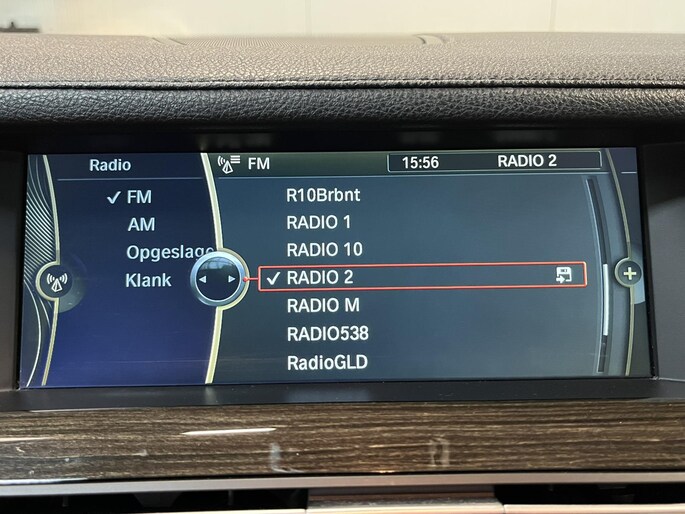 Radio
FM 15:56 RADIO 2
✓ FM
AM
Opgeslage
Klank
R10Brbnt
RADIO 1
RADIO 10
✓ RADIO 2
RADIO M
RADIO538
RadioGLD